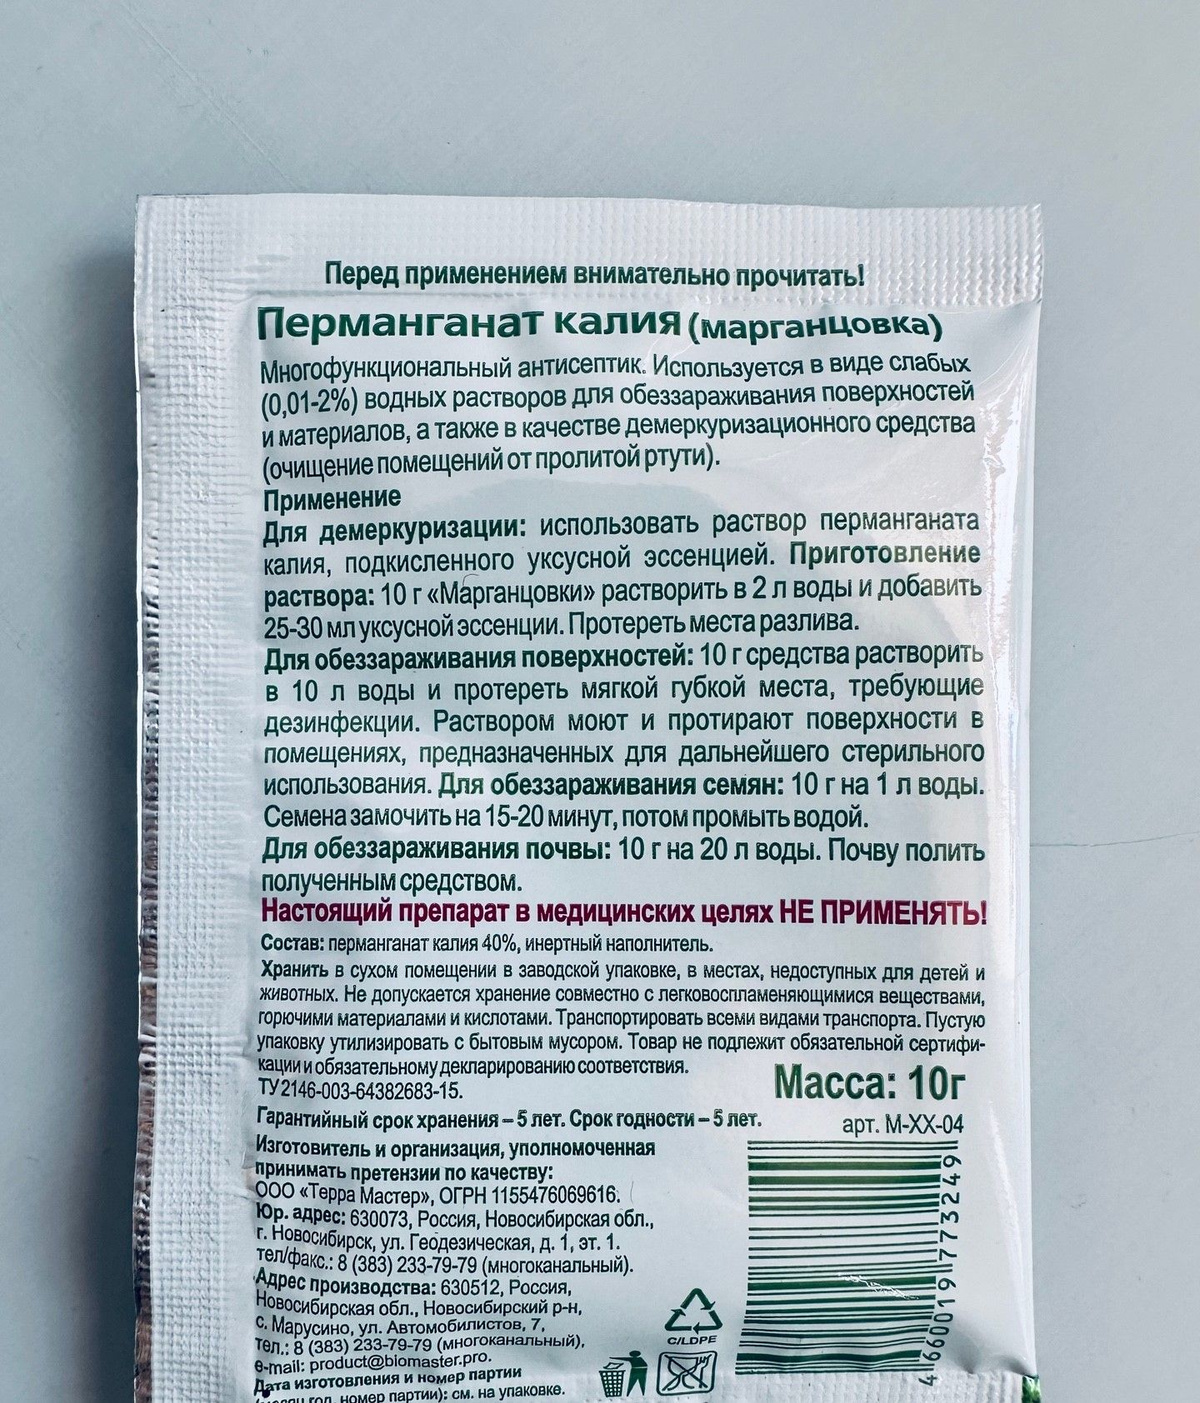 Перед применением внимательно прочитать!
Перманганат калия (марганцовка)
Многофункциональный антисептик. Используется в виде слабых
(0,01-2%) водных растворов для обеззараживания поверхностей
и материалов, а также в качестве демеркуризационного средства
(очищение помещений от пролитой ртути).
Применение
Для демеркуризации: использовать раствор перманганата
калия, подкисленного уксусной эссенцией. Приготовление
раствора: 10 г «Марганцовки» растворить в 2 л воды и добавить
25-30 мл уксусной эссенции. Протереть места разлива.
Для обеззараживания поверхностей: 10 г средства растворить
в 10 л воды и протереть мягкой губкой места, требующие
дезинфекции. Раствором моют и протирают поверхности в
помещениях, предназначенных для дальнейшего стерильного
использования. Для обеззараживания семян: 10 г на 1 л воды.
Семена замочить на 15-20 минут, потом промыть водой.
Для обеззараживания почвы: 10 г на 20 л воды. Почву полить
полученным средством.
Настоящий препарат в медицинских целях НЕ ПРИМЕНЯТЬ!
Состав: перманганат калия 40%, инертный наполнитель.
Хранить в сухом помещении в заводской упаковке, в местах, недоступных для детей и
животных. Не допускается хранение совместно с легковоспламеняющимися веществами,
горючими материалами и кислотами. Транспортировать всеми видами транспорта. Пустую
упаковку утилизировать с бытовым мусором. Товар не подлежит обязательной сертифи-
кации и обязательному декларированию соответствия.
ТУ 2146-003-64382683-15.
Масса: 10г
Гарантийный срок хранения – 5 лет. Срок годности – 5 лет.
арт. М-ХХ-04
Изготовитель и организация, уполномоченная
принимать претензии по качеству:
ООО «Терра Мастер», ОГРН 1155476069616.
Юр. адрес: 630073, Россия, Новосибирская обл.,
г. Новосибирск, ул. Геодезическая, д. 1, эт. 1.
тел/факс.: 8 (383) 233-79-79 (многоканальный).
Адрес производства: 630512, Россия,
Новосибирская обл., Новосибирский р-н,
с. Марусино, ул. Автомобилистов, 7,
тел.: 8 (383) 233-79-79 (многоканальный),
e-mail: product@biomaster.pro.
Дата изготовления и номер партии
(месяц год, номер партии): см. на упаковке.
C/LDPE
4 660019 773249